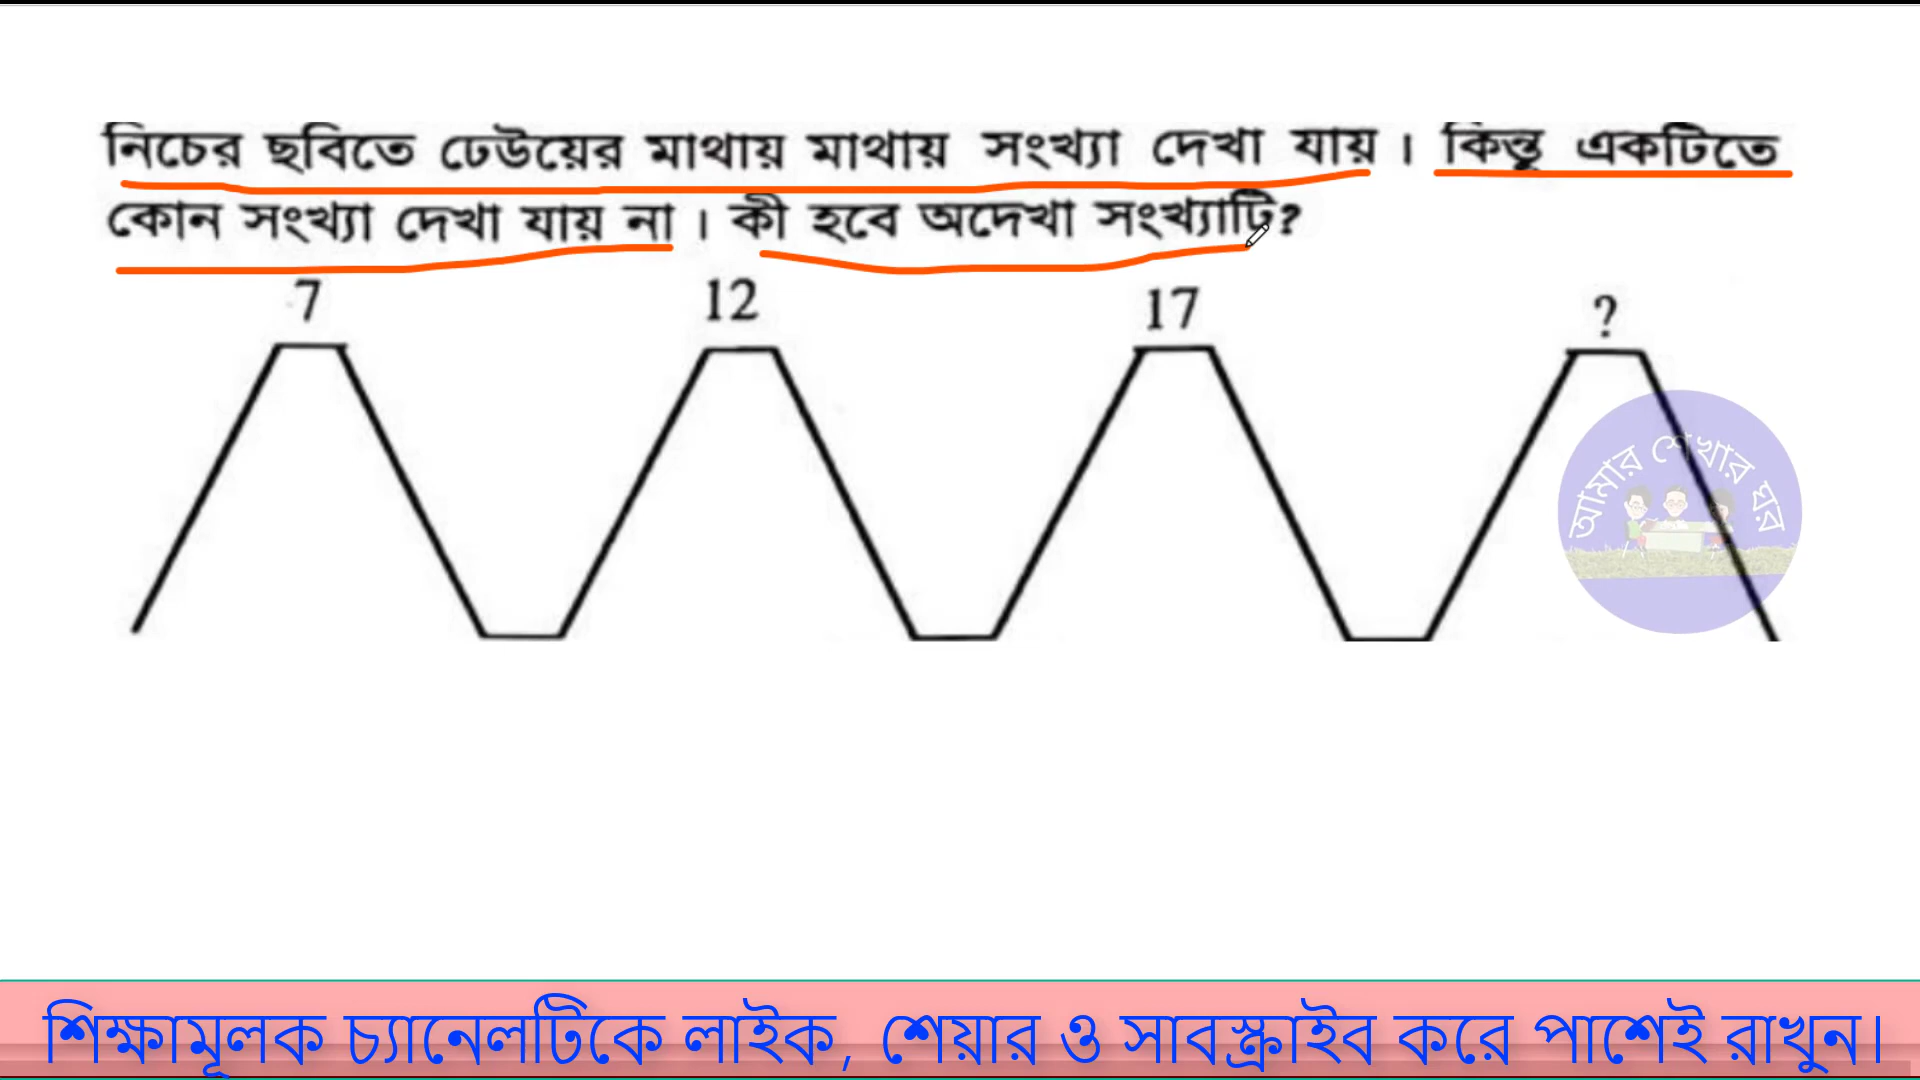 নিচের ছবিতে ঢেউয়ের মাথায় মাথায় সংখ্যা দেখা যায় । কিন্তু একটিতে
কোন সংখ্যা দেখা যায় না । কী হবে অদেখা সংখ্যাটি?
7 12 17 ?
আমার শেখার ঘর
শিক্ষামূলক চ্যানেলটিকে লাইক, শেয়ার ও সাবস্ক্রাইব করে পাশেই রাখুন।